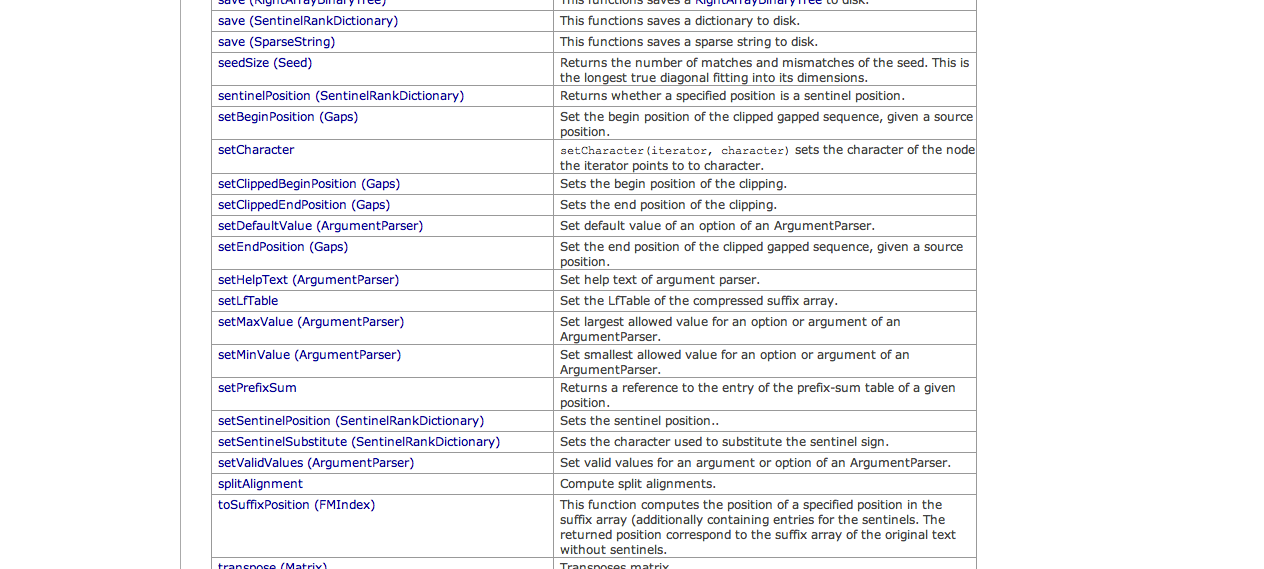 save (RightArrayBinaryTree) This functions saves a RightArrayBinaryTree to disk.
save (SentinelRankDictionary) This functions saves a dictionary to disk.
save (SparseString) This functions saves a sparse string to disk.
seedSize (Seed) Returns the number of matches and mismatches of the seed. This is
the longest true diagonal fitting into its dimensions.
sentinelPosition (SentinelRankDictionary) Returns whether a specified position is a sentinel position.
setBeginPosition (Gaps) Set the begin position of the clipped gapped sequence, given a source
position.
setCharacter setCharacter(iterator, character) sets the character of the node
the iterator points to to character.
setClippedBeginPosition (Gaps) Sets the begin position of the clipping.
setClippedEndPosition (Gaps) Sets the end position of the clipping.
setDefaultValue (ArgumentParser) Set default value of an option of an ArgumentParser.
setEndPosition (Gaps) Set the end position of the clipped gapped sequence, given a source
position.
setHelpText (ArgumentParser) Set help text of argument parser.
setLfTable Set the LfTable of the compressed suffix array.
setMaxValue (ArgumentParser) Set largest allowed value for an option or argument of an
ArgumentParser.
setMinValue (ArgumentParser) Set smallest allowed value for an option or argument of an
ArgumentParser.
setPrefixSum Returns a reference to the entry of the prefix-sum table of a given
position.
setSentinelPosition (SentinelRankDictionary) Sets the sentinel position..
setSentinelSubstitute (SentinelRankDictionary) Sets the character used to substitute the sentinel sign.
setValidValues (ArgumentParser) Set valid values for an argument or option of an ArgumentParser.
splitAlignment Compute split alignments.
toSuffixPosition (FMIndex) This function computes the position of a specified position in the
suffix array (additionally containing entries for the sentinels. The
returned position correspond to the suffix array of the original text
without sentinels.
transpose (Matrix) Transposes matrix